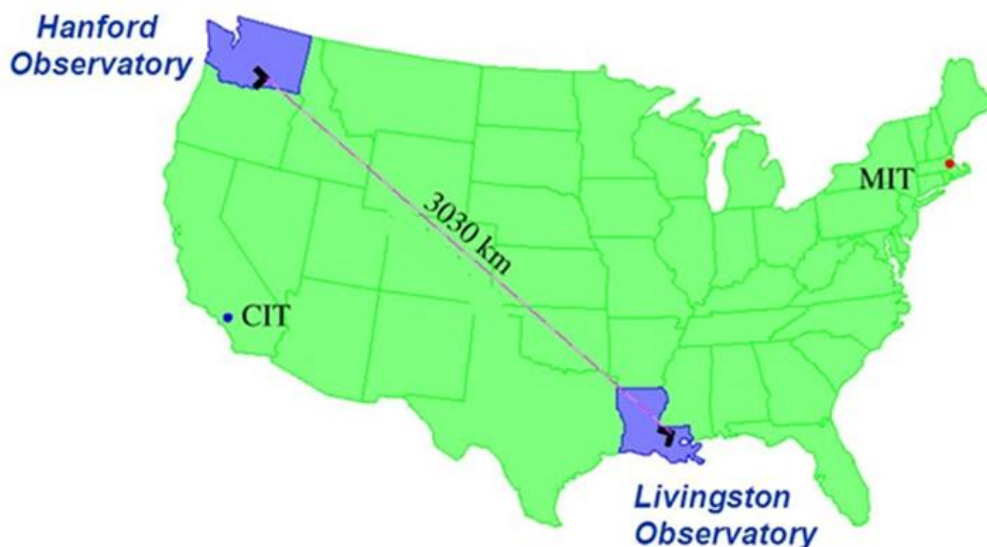 Hanford
Observatory
MIT
3030 km
CIT
Livingston
Observatory